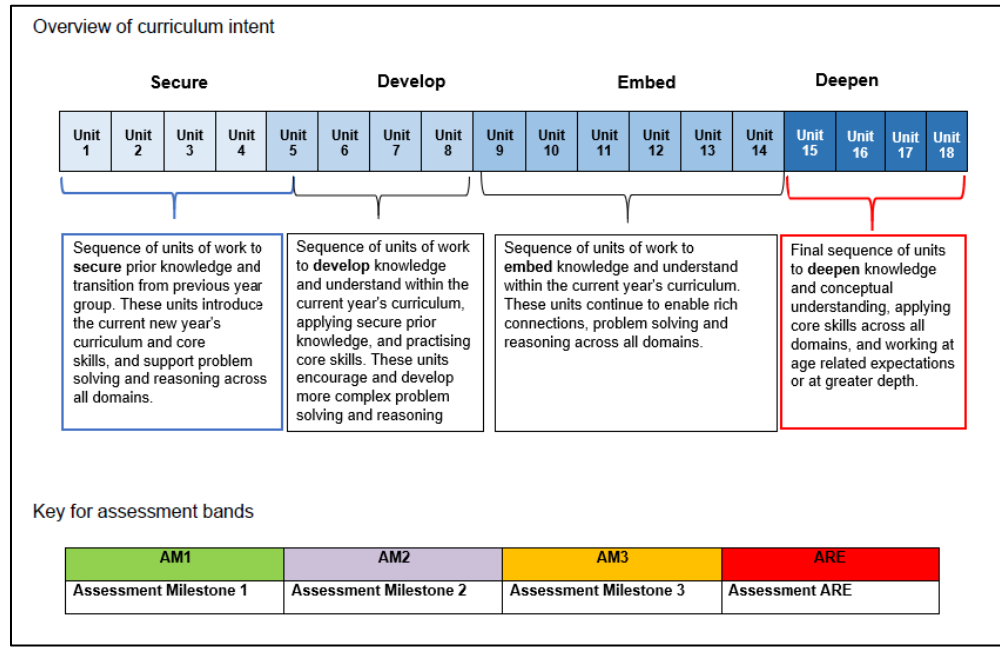 Overview of curriculum intent
Secure Develop Embed Deepen
Unit 1 Unit 2 Unit 3 Unit 4 Unit 5 Unit 6 Unit 7 Unit 8 Unit 9 Unit 10 Unit 11 Unit 12 Unit 13 Unit 14 Unit 15 Unit 16 Unit 17 Unit 18
Sequence of units of work to
secure prior knowledge and
transition from previous year
group. These units introduce
the current new year's
curriculum and core
skills, and support problem
solving and reasoning across
all domains.
Sequence of units of work
to develop knowledge
and understand within the
current year's curriculum,
applying secure prior
knowledge, and practising
core skills. These units
encourage and develop
more complex problem
solving and reasoning
Sequence of units of work to
embed knowledge and understand
within the current year's curriculum.
These units continue to enable rich
connections, problem solving and
reasoning across all domains.
Final sequence of units
to deepen knowledge
and conceptual
understanding, applying
core skills across all
domains, and working at
age related expectations
or at greater depth.
Key for assessment bands
AM1 AM2 AM3 ARE
Assessment Milestone 1 Assessment Milestone 2 Assessment Milestone 3 Assessment ARE